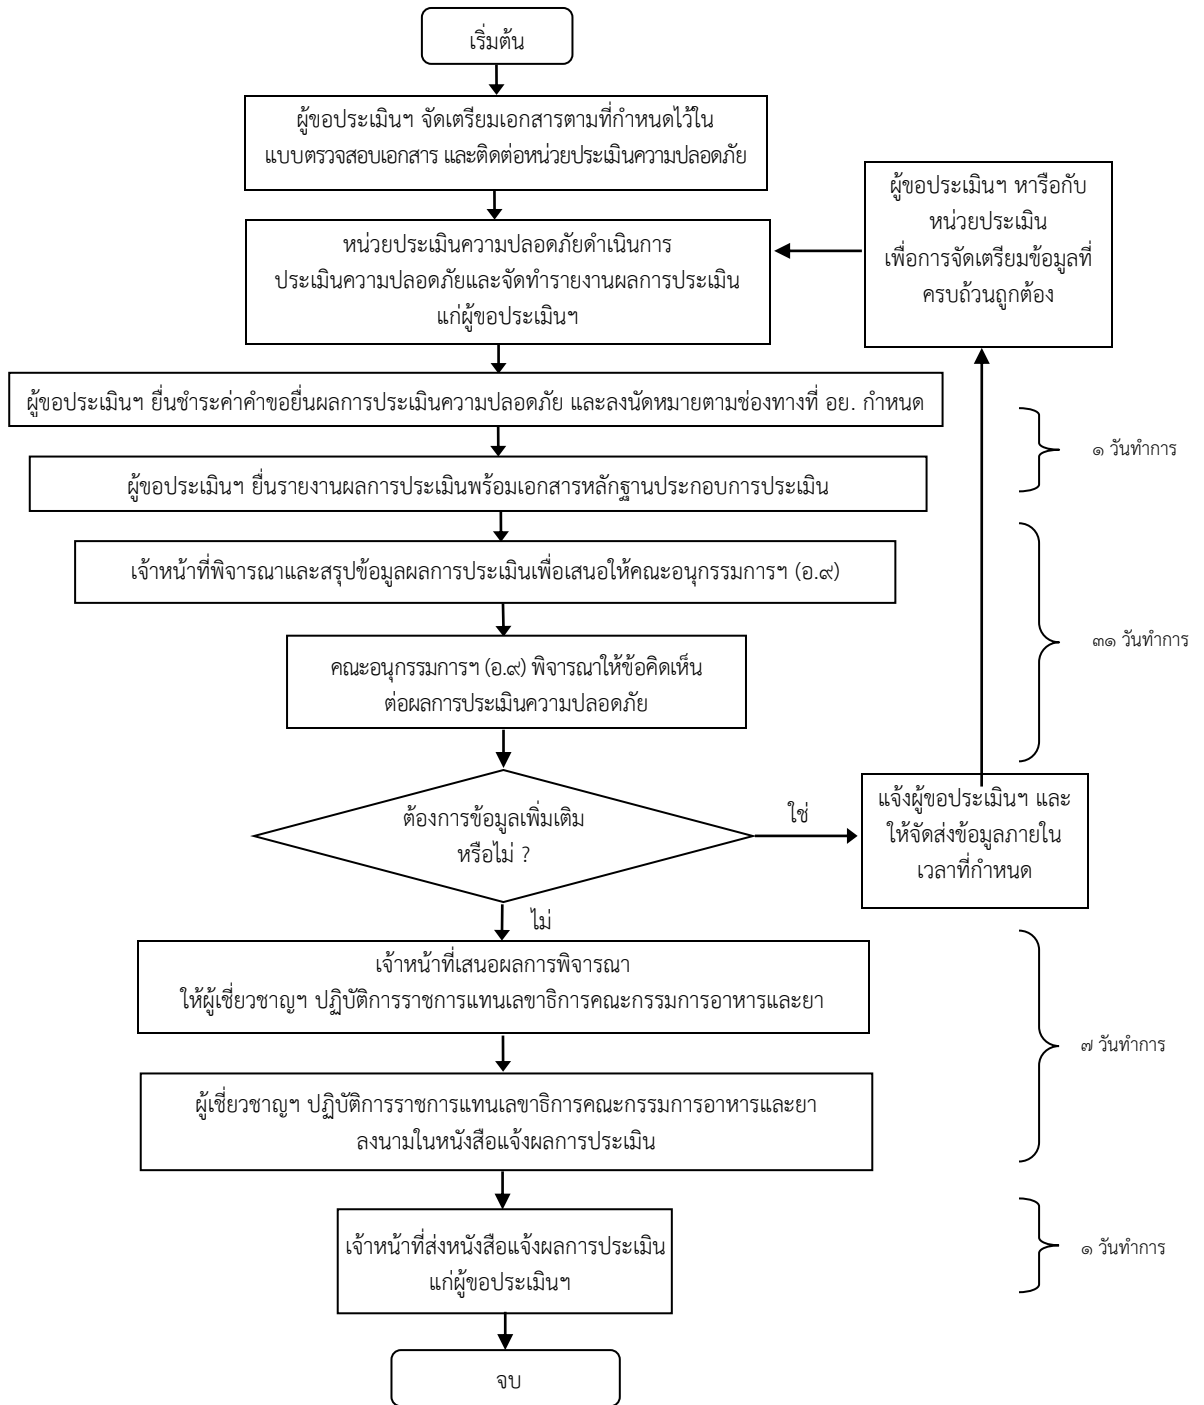 เริ่มต้น
ผู้ขอประเมินฯ จัดเตรียมเอกสารตามที่กำหนดไว้ใน
แบบตรวจสอบเอกสาร และติดต่อหน่วยประเมินความปลอดภัย
ผู้ขอประเมินฯ หารือกับ
หน่วยประเมิน
เพื่อการจัดเตรียมข้อมูลที่
ครบถ้วนถูกต้อง
หน่วยประเมินความปลอดภัยดำเนินการ
ประเมินความปลอดภัยและจัดทำรายงานผลการประเมิน
แก่ผู้ขอประเมินฯ
ผู้ขอประเมินฯ ยื่นชำระค่าคำขอยื่นผลการประเมินความปลอดภัย และลงนัดหมายตามช่องทางที่ อย. กำหนด
๑ วันทำการ
ผู้ขอประเมินฯ ยื่นรายงานผลการประเมินพร้อมเอกสารหลักฐานประกอบการประเมิน
เจ้าหน้าที่พิจารณาและสรุปข้อมูลผลการประเมินเพื่อเสนอให้คณะอนุกรรมการฯ (อ.๙)
๓๑ วันทำการ
คณะอนุกรรมการฯ (อ.๙) พิจารณาให้ข้อคิดเห็น
ต่อผลการประเมินความปลอดภัย
ต้องการข้อมูลเพิ่มเติม
หรือไม่ ?
ใช่
แจ้งผู้ขอประเมินฯ และ
ให้จัดส่งข้อมูลภายใน
เวลาที่กำหนด
ไม่
เจ้าหน้าที่เสนอผลการพิจารณา
ให้ผู้เชี่ยวชาญฯ ปฏิบัติการราชการแทนเลขาธิการคณะกรรมการอาหารและยา
๗ วันทำการ
ผู้เชี่ยวชาญฯ ปฏิบัติการราชการแทนเลขาธิการคณะกรรมการอาหารและยา
ลงนามในหนังสือแจ้งผลการประเมิน
เจ้าหน้าที่ส่งหนังสือแจ้งผลการประเมิน
แก่ผู้ขอประเมินฯ
๑ วันทำการ
จบ